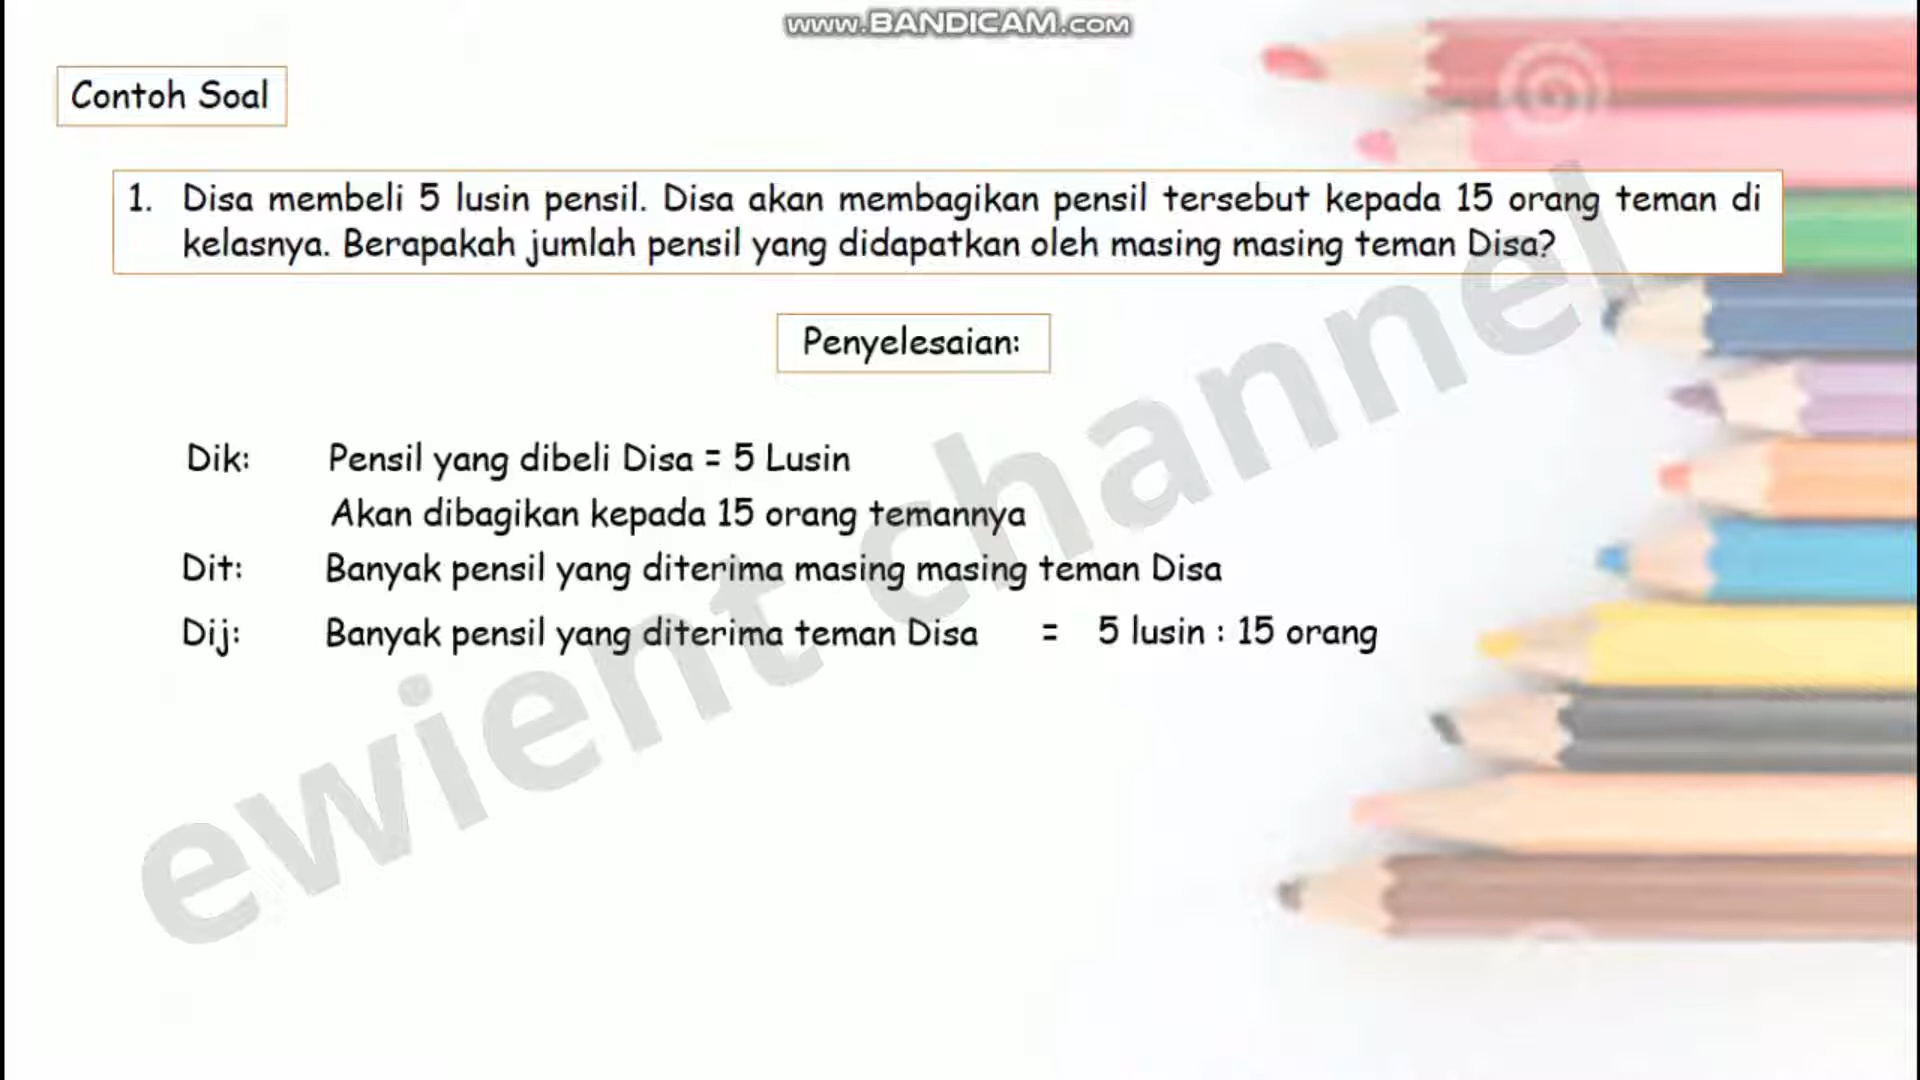 www.BANDICAM.com
Contoh Soal
1. Disa membeli 5 lusin pensil. Disa akan membagikan pensil tersebut kepada 15 orang teman di
kelasnya. Berapakah jumlah pensil yang didapatkan oleh masing masing teman Disa?
Penyelesaian:
Dik: Pensil yang dibeli Disa = 5 Lusin
Akan dibagikan kepada 15 orang temannya
Dit: Banyak pensil yang diterima masing masing teman Disa
Dij: Banyak pensil yang diterima teman Disa = 5 lusin : 15 orang
ewient channel